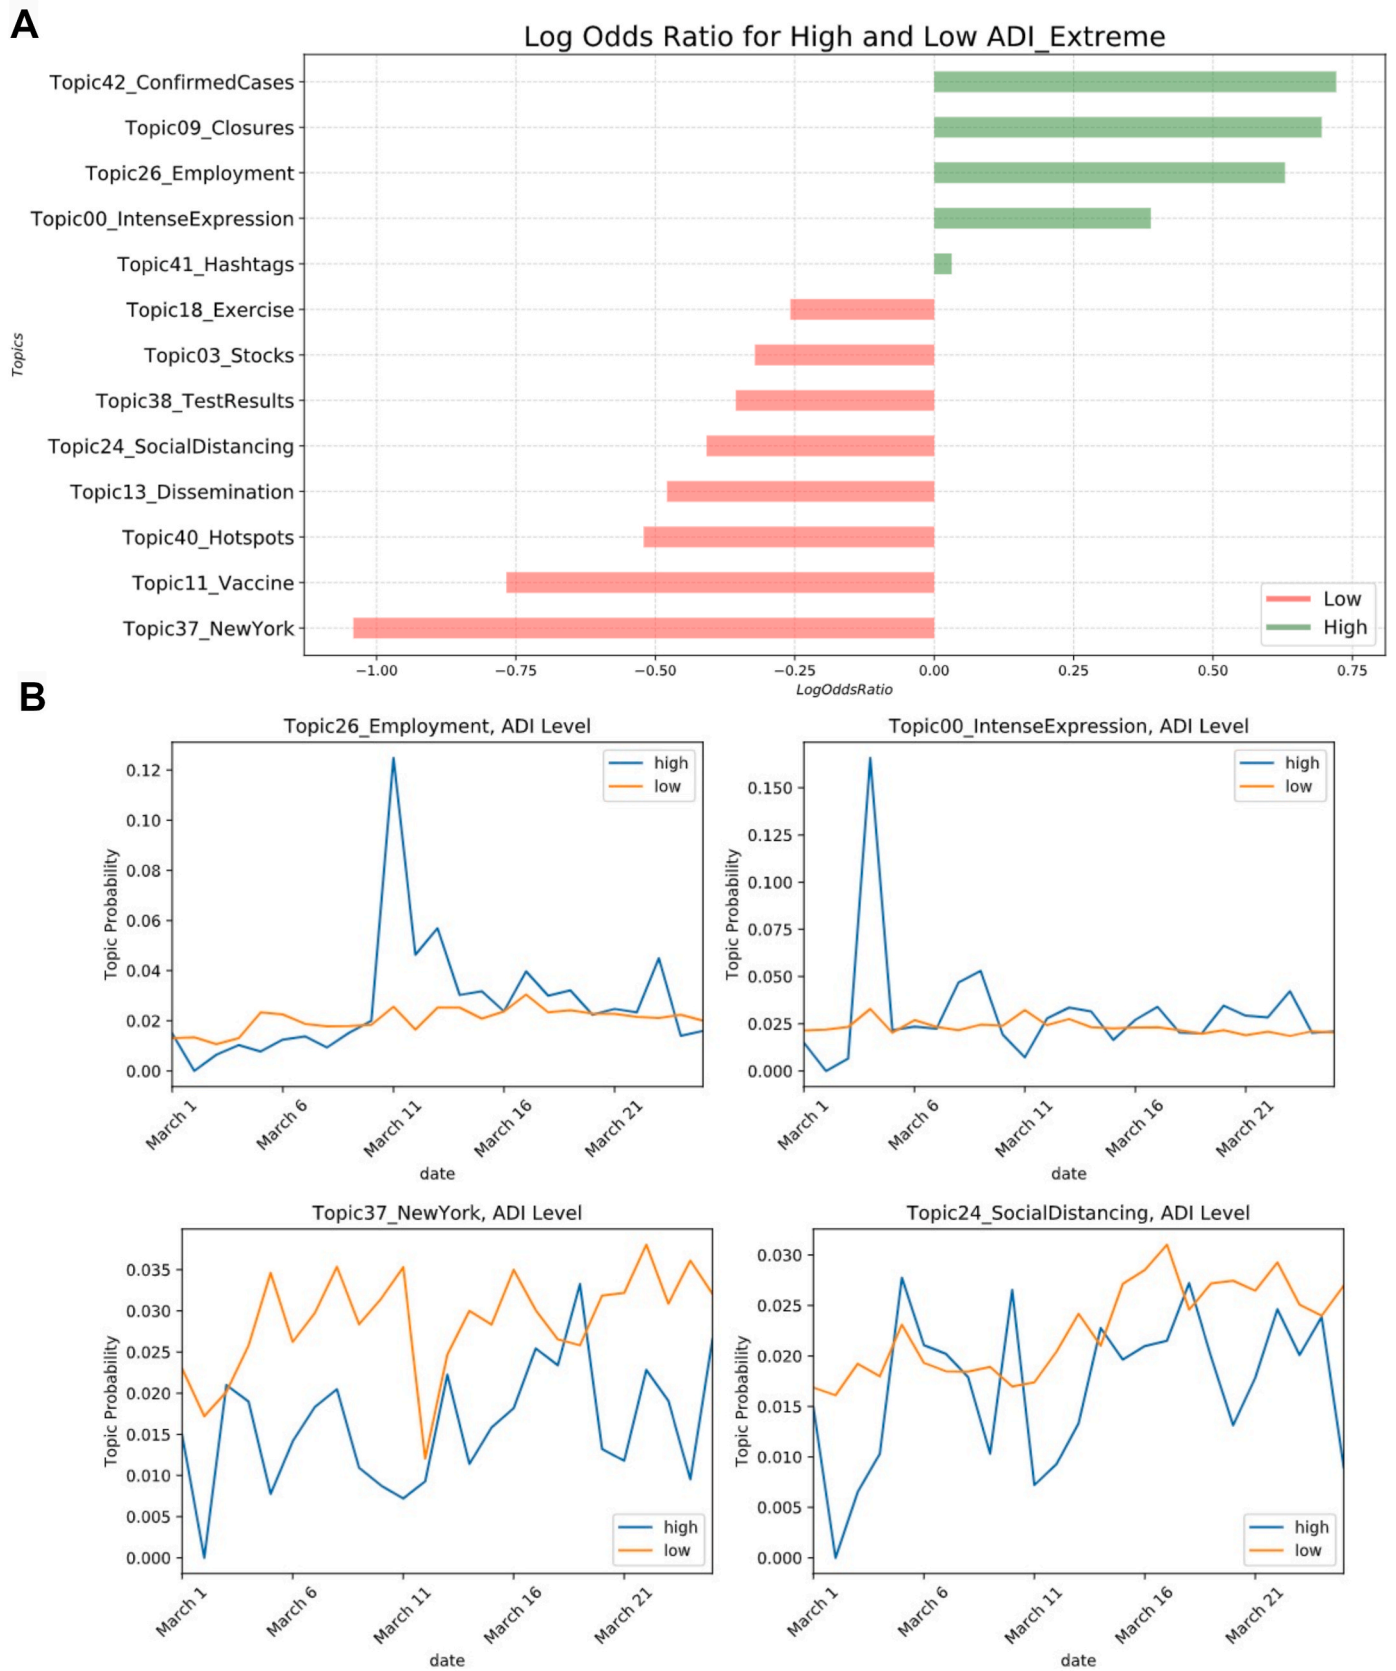 A
Log Odds Ratio for High and Low ADI_Extreme
Topics
Topic42_ConfirmedCases
Topic09_Closures
Topic26_Employment
Topic00_IntenseExpression
Topic41_Hashtags
Topic18_Exercise
Topic03_Stocks
Topic38_TestResults
Topic24_SocialDistancing
Topic13_Dissemination
Topic40_Hotspots
Topic11_Vaccine
Topic37_NewYork
Low
High
−1.00 −0.75 −0.50 −0.25 0.00 0.25 0.50 0.75
LogOddsRatio
B
Topic26_Employment, ADI Level
high
low
Topic Probability
0.12
0.10
0.08
0.06
0.04
0.02
0.00
March 1 March 6 March 11 March 16 March 21
date
Topic00_IntenseExpression, ADI Level
high
low
Topic Probability
0.150
0.125
0.100
0.075
0.050
0.025
0.000
March 1 March 6 March 11 March 16 March 21
date
Topic37_NewYork, ADI Level
Topic Probability
0.035
0.030
0.025
0.020
0.015
0.010
0.005
0.000
high
low
March 1 March 6 March 11 March 16 March 21
date
Topic24_SocialDistancing, ADI Level
Topic Probability
0.030
0.025
0.020
0.015
0.010
0.005
0.000
high
low
March 1 March 6 March 11 March 16 March 21
date